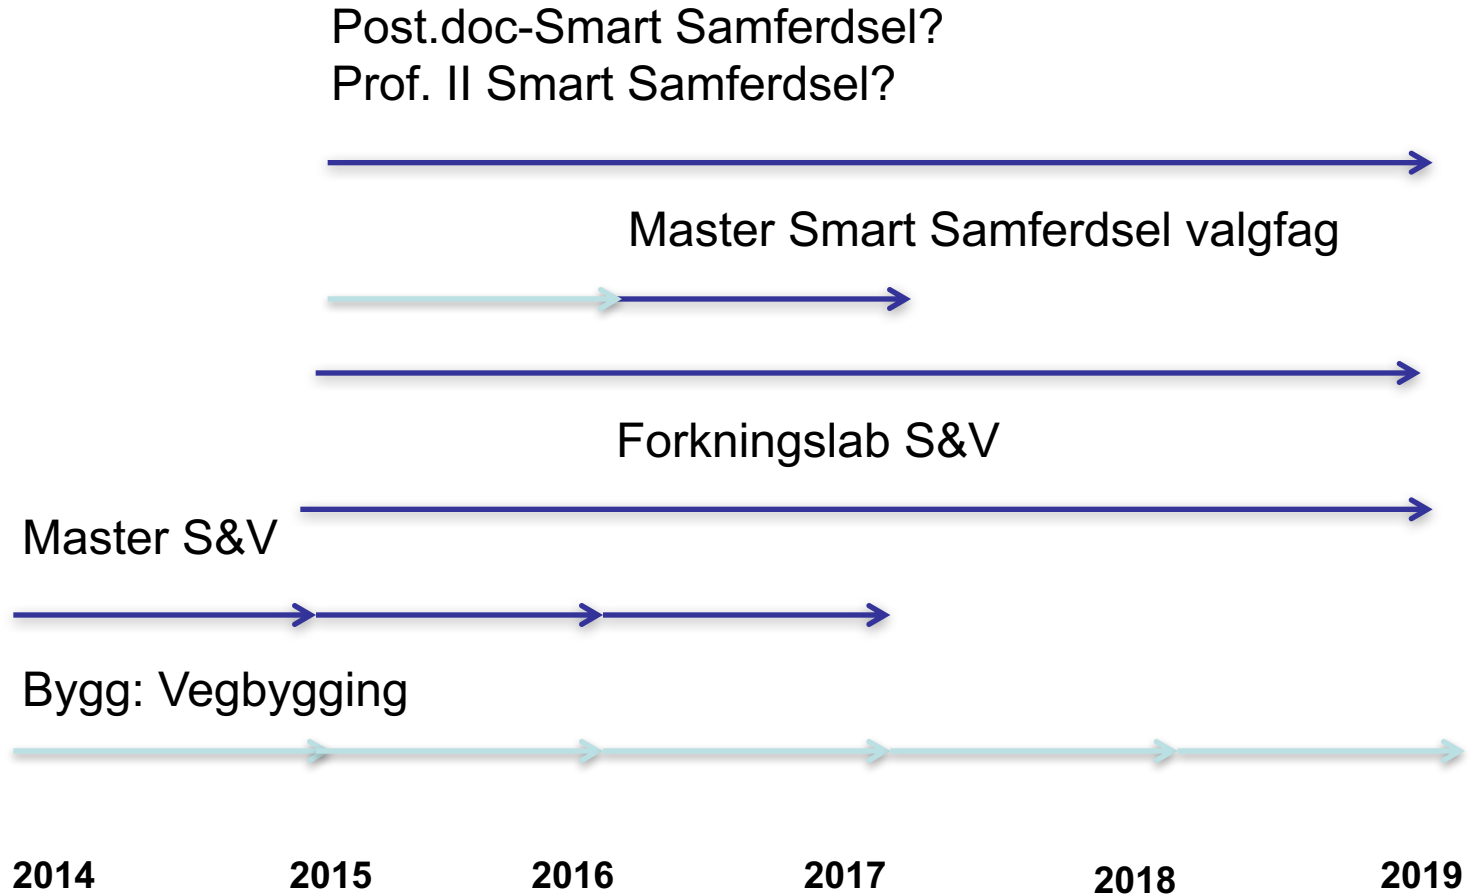 Post.doc-Smart Samferdsel?
Prof. II Smart Samferdsel?
Master Smart Samferdsel valgfag
Forkningslab S&V
Master S&V
Bygg: Vegbygging
2014 2015 2016 2017 2018 2019